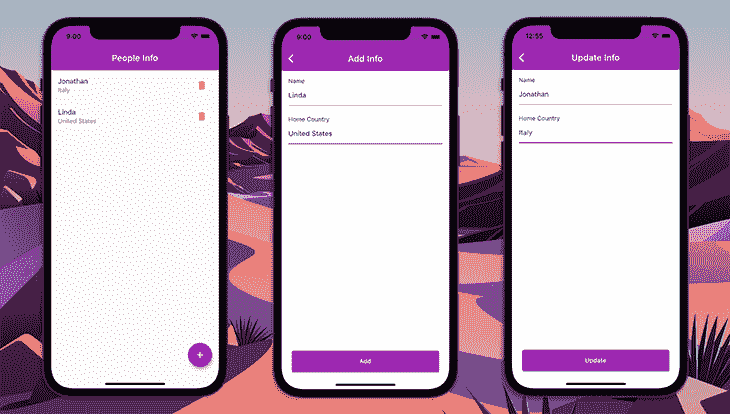 9:00
People Info
Jonathan
Italy
Linda
United States
+
9:00
Add Info
Name
Linda
Home Country
United States
Add
12:55
Update Info
Name
Jonathan
Home Country
Italy
Update